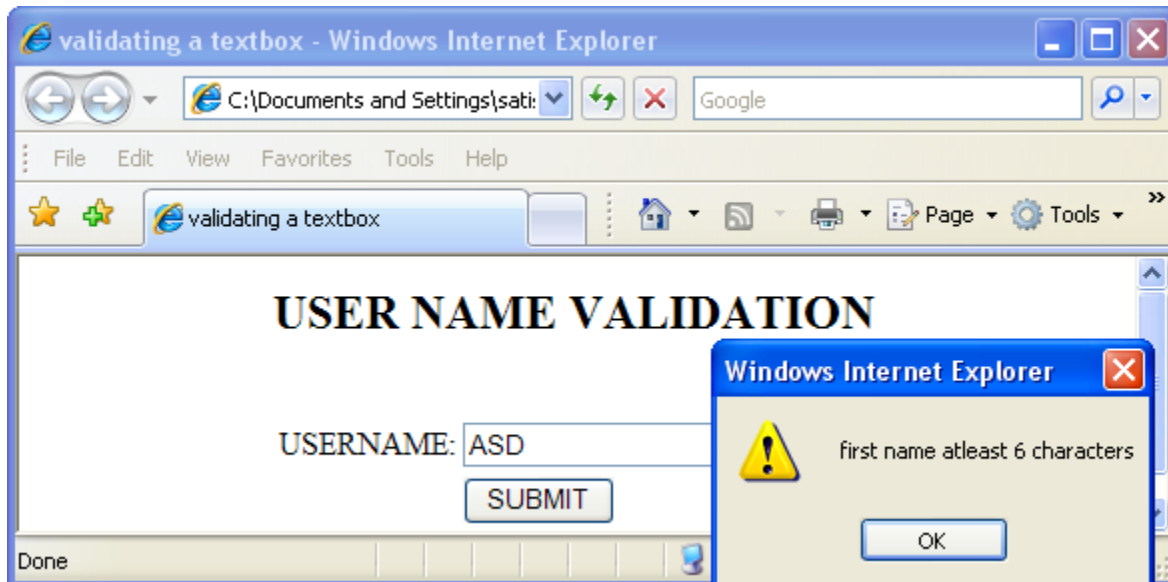 validating a textbox - Windows Internet Explorer
C:\Documents and Settings\satis
Google
File Edit View Favorites Tools Help
validating a textbox
Page Tools »
USER NAME VALIDATION
Windows Internet Explorer
USERNAME: ASD
first name atleast 6 characters
SUBMIT
OK
Done